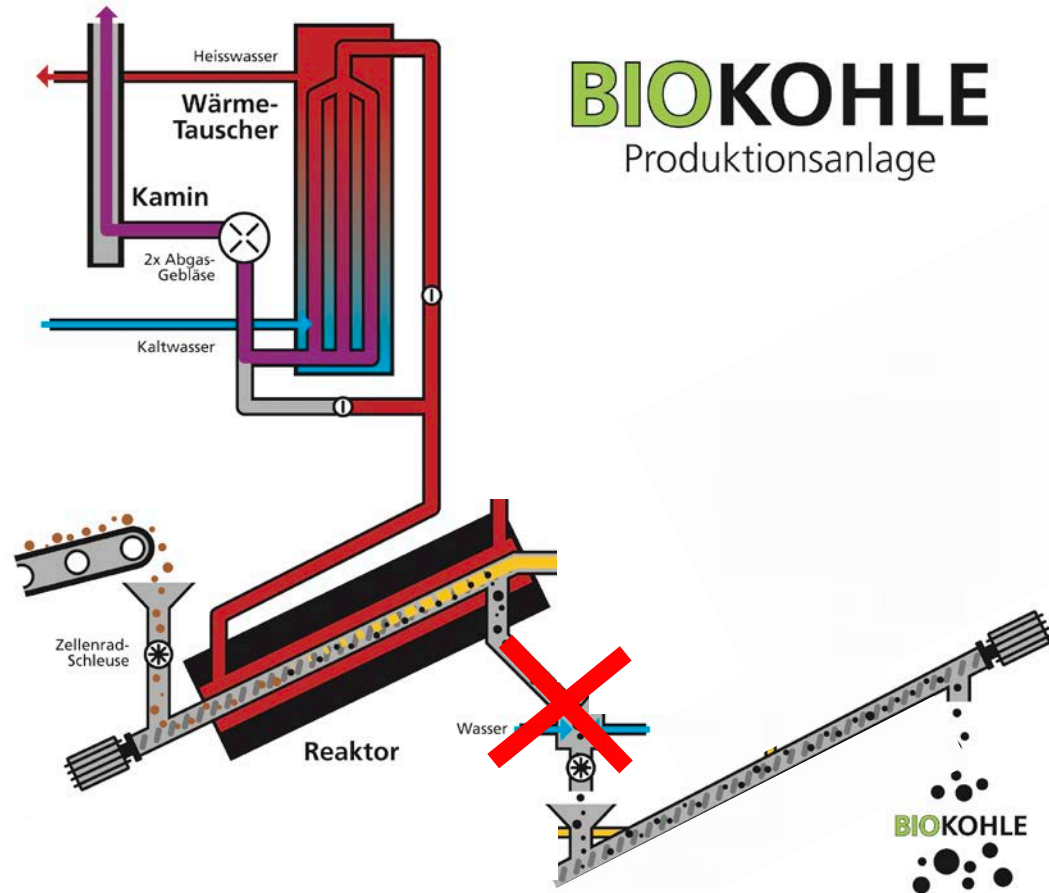 BIOKOHLE
Produktionsanlage
Heisswasser
Wärme-
Tauscher
Kamin
2x Abgas-
Gebläse
Kaltwasser
Zellenrad-
Schleuse
Reaktor
Wasser
BIOKOHLE